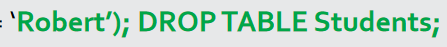 = ‘Robert’); DROP TABLE Students;